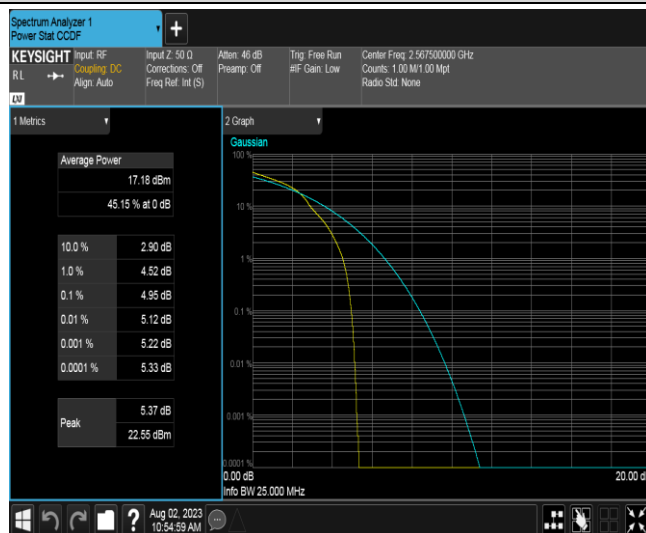 Spectrum Analyzer 1
Power Stat CCDF
KEYSIGHT
RL
LXI
Input: RF
Coupling: DC
Align: Auto
Input Z: 50 Ω
Corrections: Off
Freq Ref: Int (S)
Atten: 46 dB
Preamp: Off
Trig: Free Run
#IF Gain: Low
Center Freq: 2.567500000 GHz
Counts: 1.00 M/1.00 Mpt
Radio Std: None
1 Metrics
Average Power
17.18 dBm
45.15 % at 0 dB
10.0 % 2.90 dB
1.0 % 4.52 dB
0.1 % 4.95 dB
0.01 % 5.12 dB
0.001 % 5.22 dB
0.0001 % 5.33 dB
Peak
5.37 dB
22.55 dBm
2 Graph
Gaussian
100 %
10 %
1 %
0.1 %
0.01 %
0.001 %
0.0001 %
0.00 dB
20.00 d
Info BW 25.000 MHz
?
Aug 02, 2023
10:54:59 AM